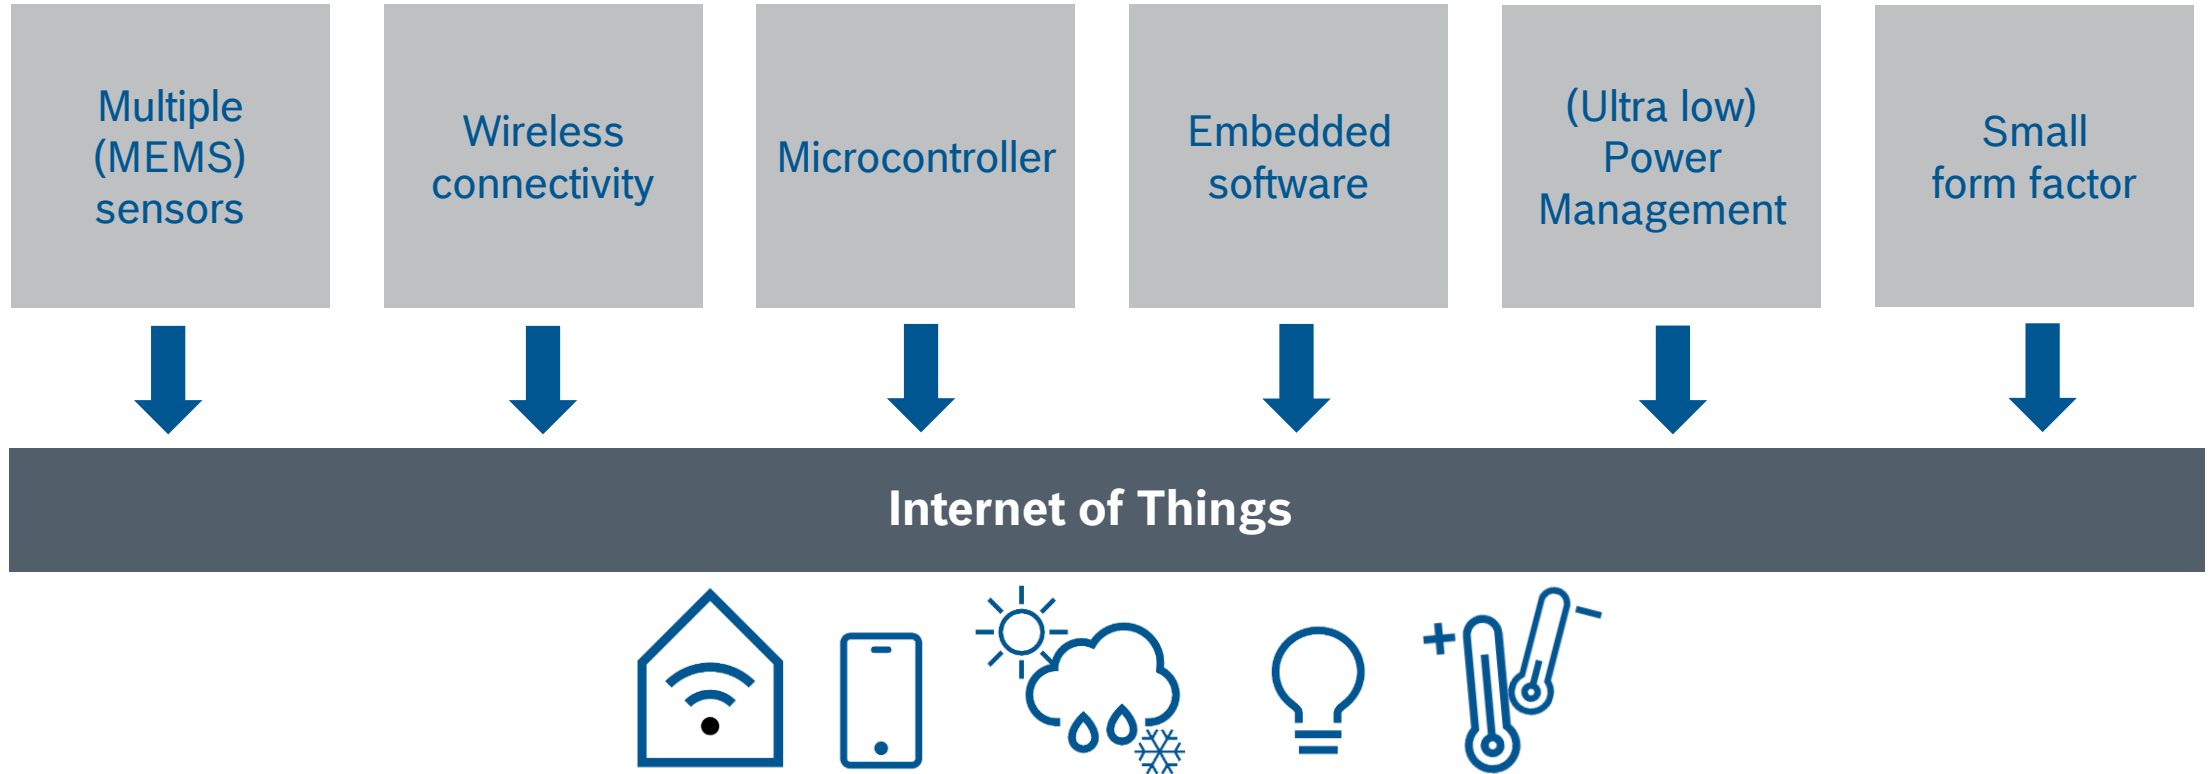 Multiple
(MEMS)
sensors
Wireless
connectivity
Microcontroller
Embedded
software
(Ultra low)
Power
Management
Small
form factor
Internet of Things